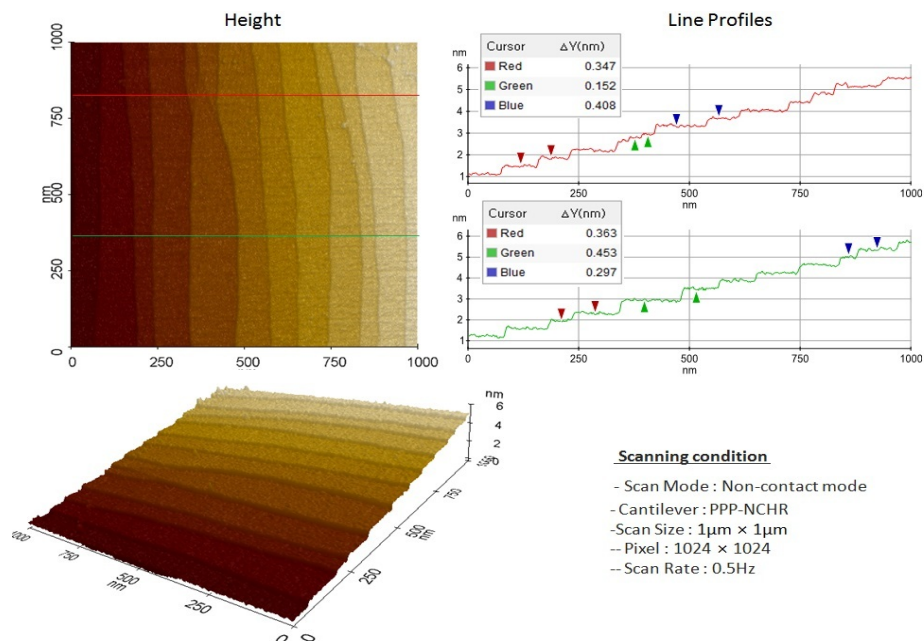 Height
Line Profiles
1000
750
500
250
0
nm
0
250
500
750
1000
nm
Cursor ΔY(nm)
Red 0.347
Green 0.152
Blue 0.408
nm
6
5
4
3
2
1
0
250
500
750
1000
nm
Cursor ΔY(nm)
Red 0.363
Green 0.453
Blue 0.297
nm
6
5
4
3
2
1
0
250
500
750
1000
nm
nm
6
4
2
0
1000
750
500
nm
250
0
1000
750
500
nm
250
0
Scanning condition
- Scan Mode : Non-contact mode
- Cantilever : PPP-NCHR
-Scan Size : 1µm × 1µm
-- Pixel : 1024 × 1024
-- Scan Rate : 0.5Hz